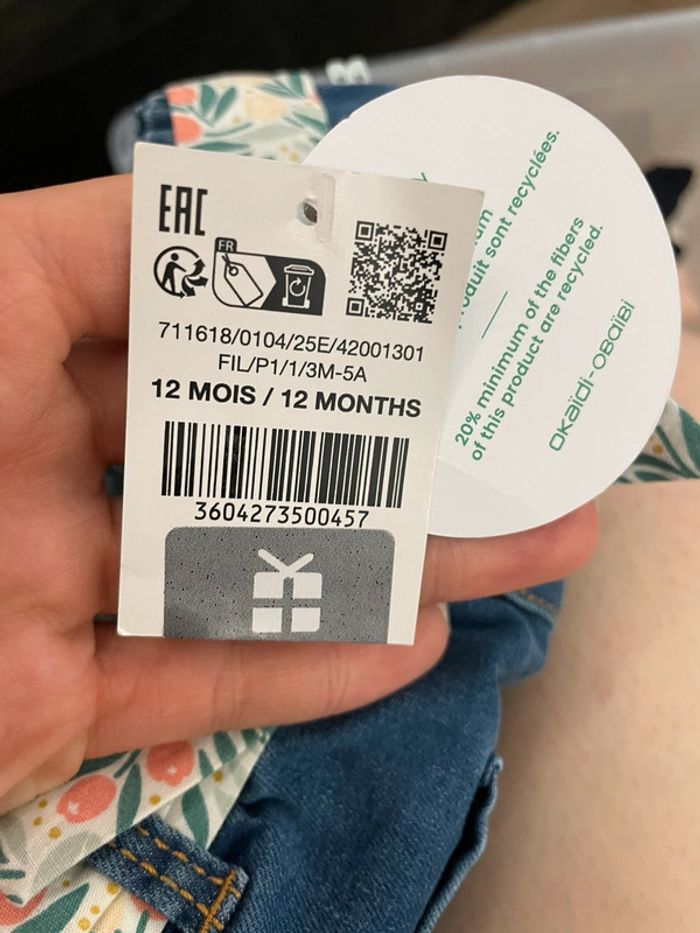 EAC
FR
711618/0104/25E/42001301
FIL/P1/1/3M-5A
12 MOIS / 12 MONTHS
3604273500457
produit sont recyclées.
20% minimum of the fibers
of this product are recycled.
OKAÏDI-OBAÏBI